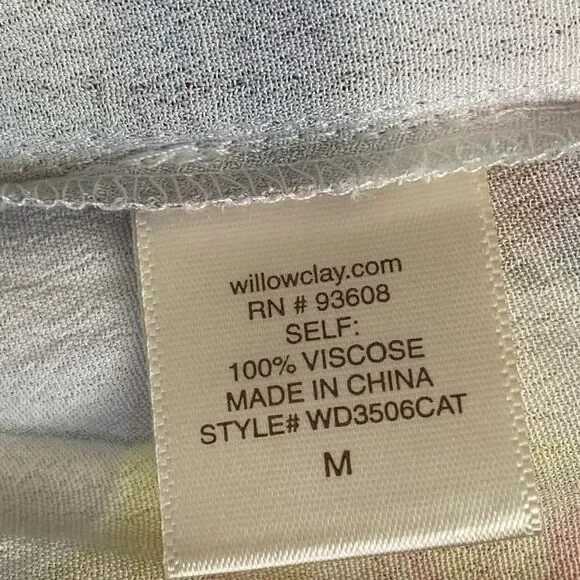 willowclay.com
RN # 93608
SELF:
100% VISCOSE
MADE IN CHINA
STYLE# WD3506CAT
M